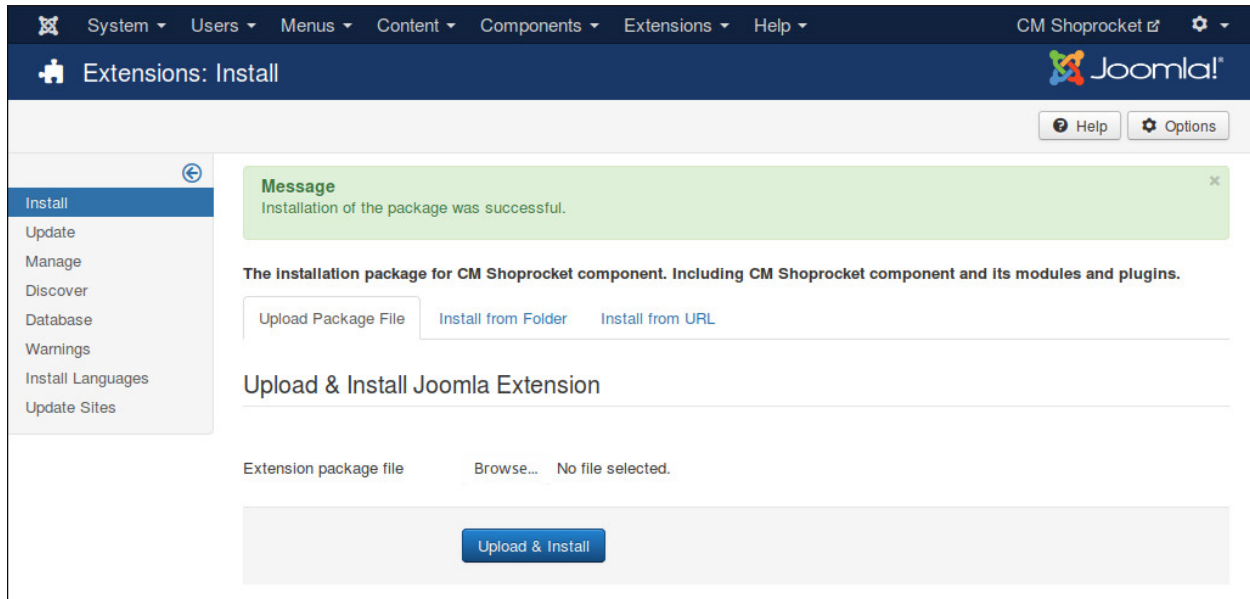 System Users Menus Content Components Extensions Help CM Shoprocket
Extensions: Install Joomla!®
Help Options
Message ×
Installation of the package was successful.
Install
Update
Manage
Discover
Database
Warnings
Install Languages
Update Sites
The installation package for CM Shoprocket component. Including CM Shoprocket component and its modules and plugins.
Upload Package File Install from Folder Install from URL
Upload & Install Joomla Extension
Extension package file Browse... No file selected.
Upload & Install